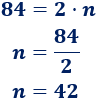 84 = 2 · n
n = 84/2
n = 42